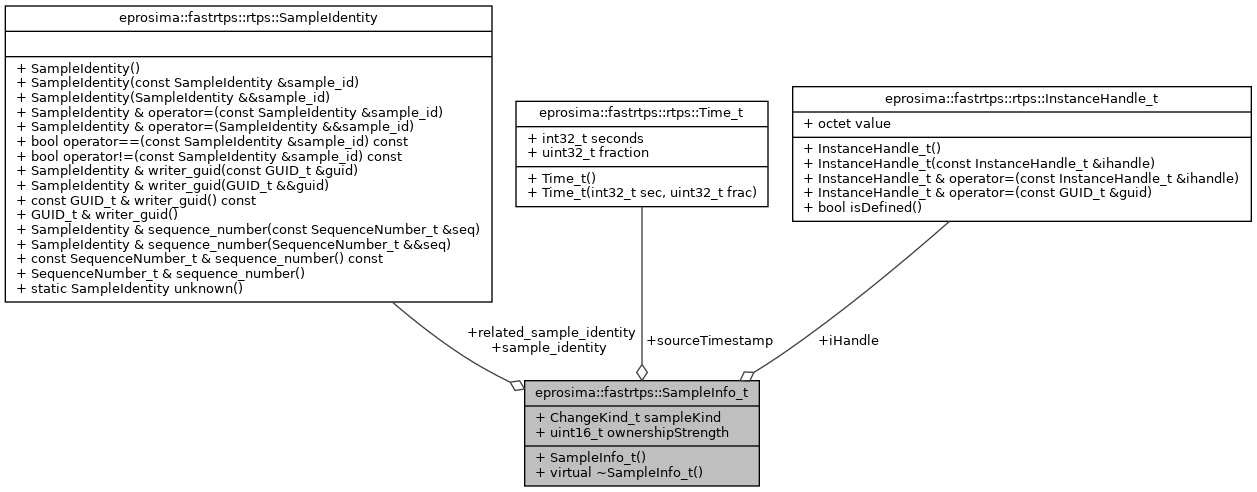 eprosima::fastrtps::rtps::SampleIdentity
+ SampleIdentity()
+ SampleIdentity(const SampleIdentity &sample_id)
+ SampleIdentity(SampleIdentity &&sample_id)
+ SampleIdentity & operator=(const SampleIdentity &sample_id)
+ SampleIdentity & operator=(SampleIdentity &&sample_id)
+ bool operator==(const SampleIdentity &sample_id) const
+ bool operator!=(const SampleIdentity &sample_id) const
+ SampleIdentity & writer_guid(const GUID_t &guid)
+ SampleIdentity & writer_guid(GUID_t &&guid)
+ const GUID_t & writer_guid() const
+ GUID_t & writer_guid()
+ SampleIdentity & sequence_number(const SequenceNumber_t &seq)
+ SampleIdentity & sequence_number(SequenceNumber_t &&seq)
+ const SequenceNumber_t & sequence_number() const
+ SequenceNumber_t & sequence_number()
+ static SampleIdentity unknown()
eprosima::fastrtps::rtps::Time_t
+ int32_t seconds
+ uint32_t fraction
+ Time_t()
+ Time_t(int32_t sec, uint32_t frac)
eprosima::fastrtps::rtps::InstanceHandle_t
+ octet value
+ InstanceHandle_t()
+ InstanceHandle_t(const InstanceHandle_t &ihandle)
+ InstanceHandle_t & operator=(const InstanceHandle_t &ihandle)
+ InstanceHandle_t & operator=(const GUID_t &guid)
+ bool isDefined()
+related_sample_identity
+sample_identity
+sourceTimestamp
+iHandle
eprosima::fastrtps::SampleInfo_t
+ ChangeKind_t sampleKind
+ uint16_t ownershipStrength
+ SampleInfo_t()
+ virtual ~SampleInfo_t()